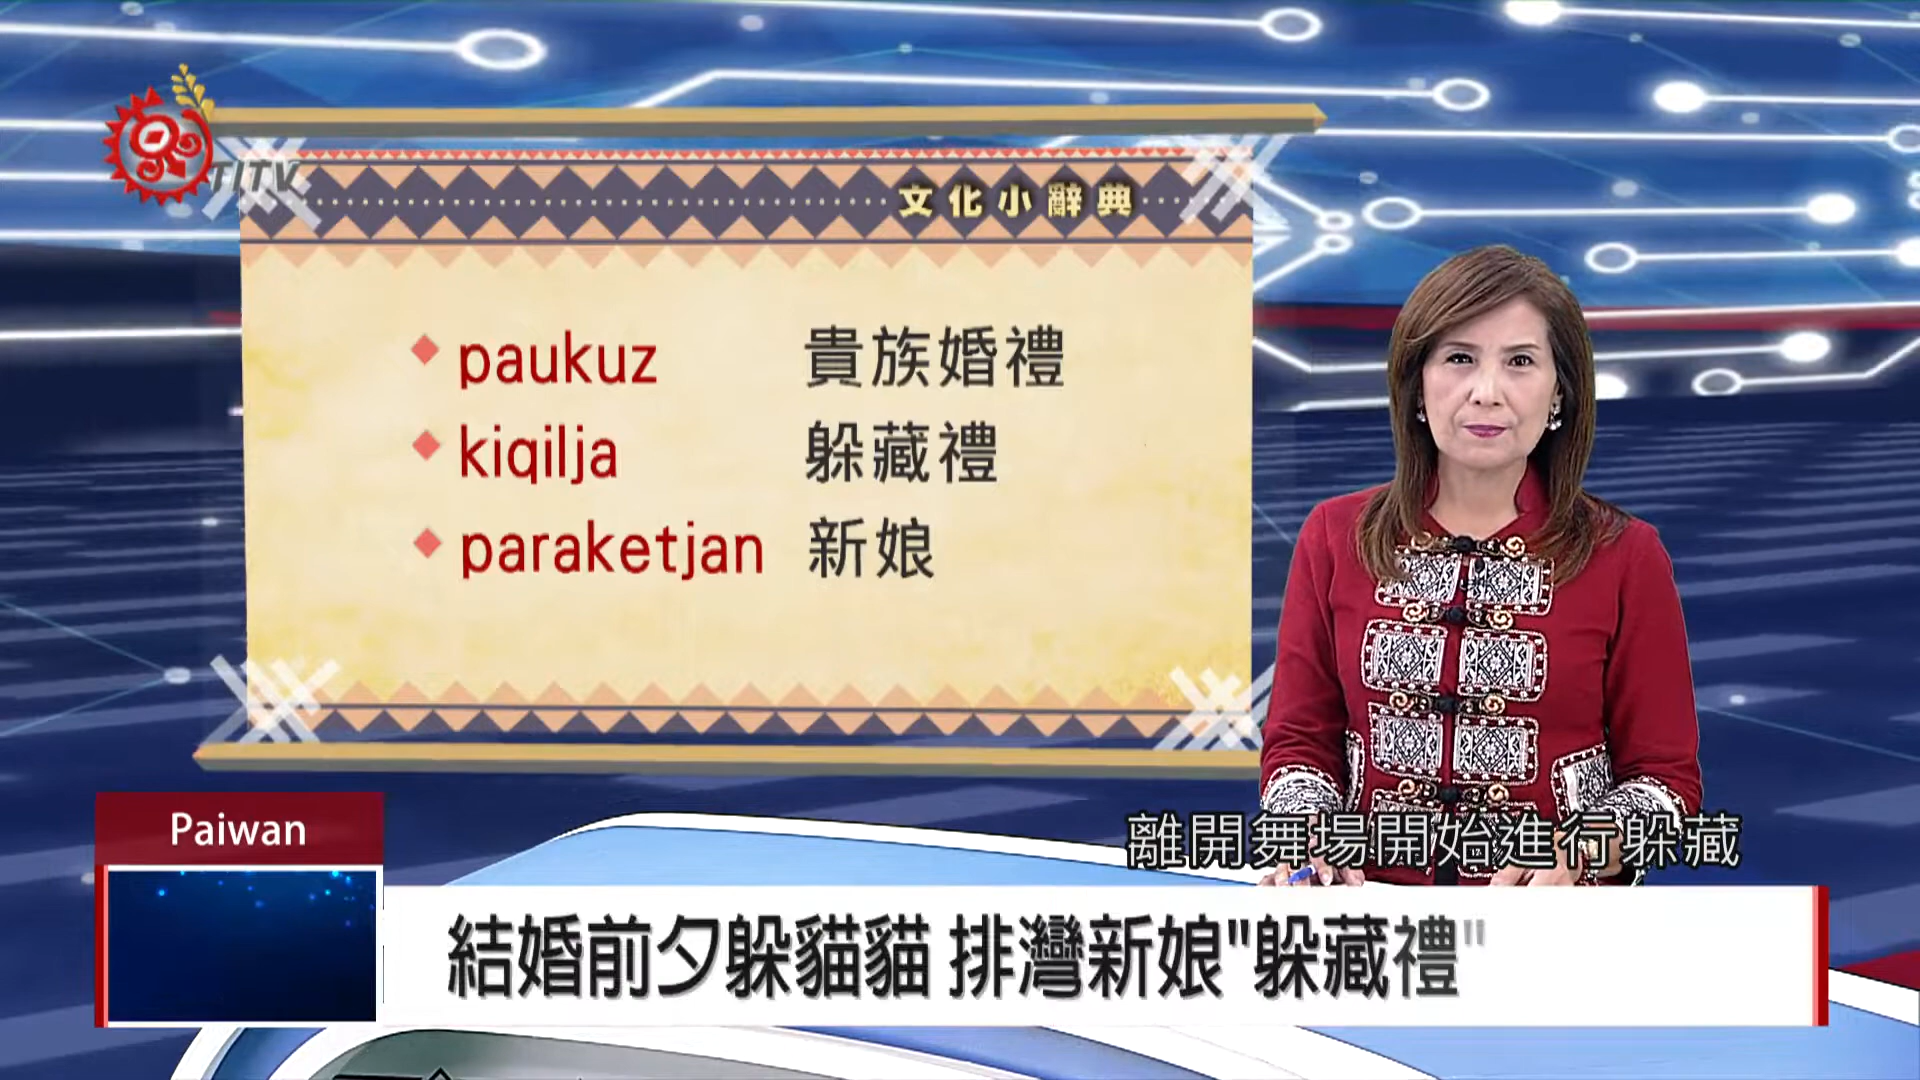 TITV
文化小辭典
paukuz 貴族婚禮
kiqilja 躲藏禮
paraketjan 新娘
離開舞場開始進行躲藏
Paiwan
結婚前夕躲貓貓 排灣新娘"躲藏禮"